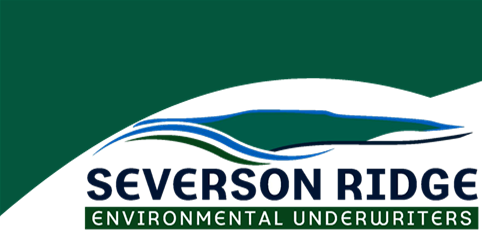 SEVERSON RIDGE
ENVIRONMENTAL UNDERWRITERS